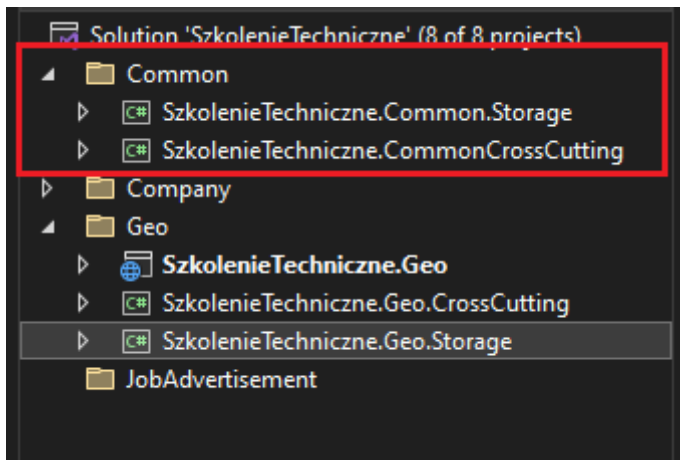 Solution 'SzkolenieTechniczne' (8 of 8 projects)
Common
C# SzkolenieTechniczne.Common.Storage
C# SzkolenieTechniczne.CommonCrossCutting
Company
Geo
SzkolenieTechniczne.Geo
C# SzkolenieTechniczne.Geo.CrossCutting
C# SzkolenieTechniczne.Geo.Storage
JobAdvertisement